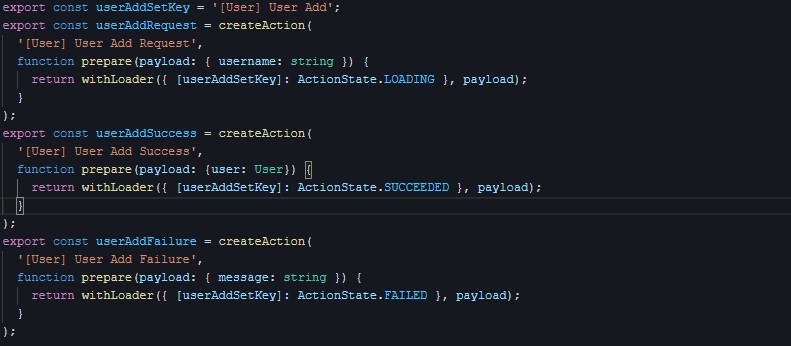 export const userAddSetKey = '[User] User Add';
export const userAddRequest = createAction(
  '[User] User Add Request',
  function prepare(payload: { username: string }) {
    return withLoader({ [userAddSetKey]: ActionState.LOADING }, payload);
  }
);
export const userAddSuccess = createAction(
  '[User] User Add Success',
  function prepare(payload: {user: User}) {
    return withLoader({ [userAddSetKey]: ActionState.SUCCEEDED }, payload);
  }
);
export const userAddFailure = createAction(
  '[User] User Add Failure',
  function prepare(payload: { message: string }) {
    return withLoader({ [userAddSetKey]: ActionState.FAILED }, payload);
  }
);